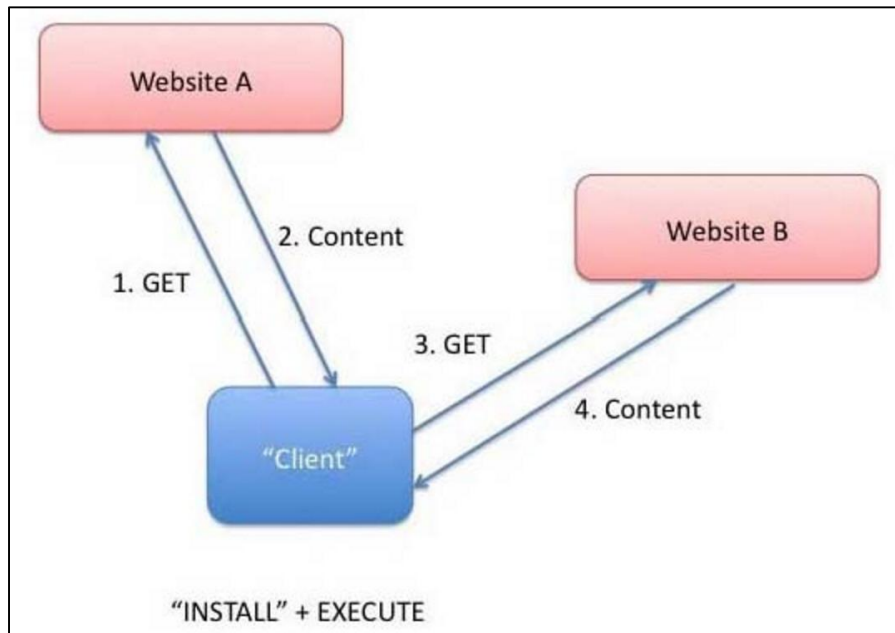 Website A
2. Content
Website B
1. GET
3. GET
4. Content
“Client”
“INSTALL” + EXECUTE